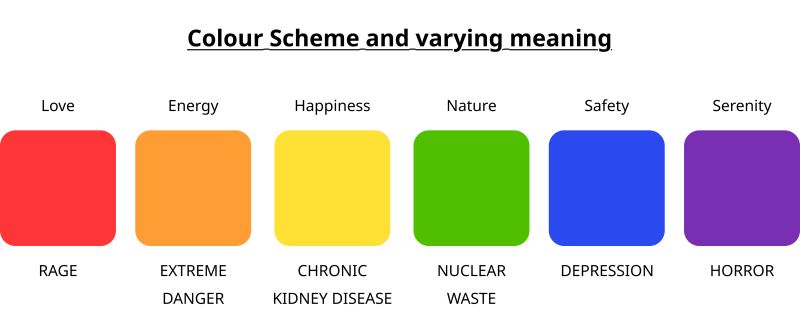 Colour Scheme and varying meaning
Love Energy Happiness Nature Safety Serenity
RAGE EXTREME CHRONIC NUCLEAR DEPRESSION HORROR
DANGER KIDNEY DISEASE WASTE